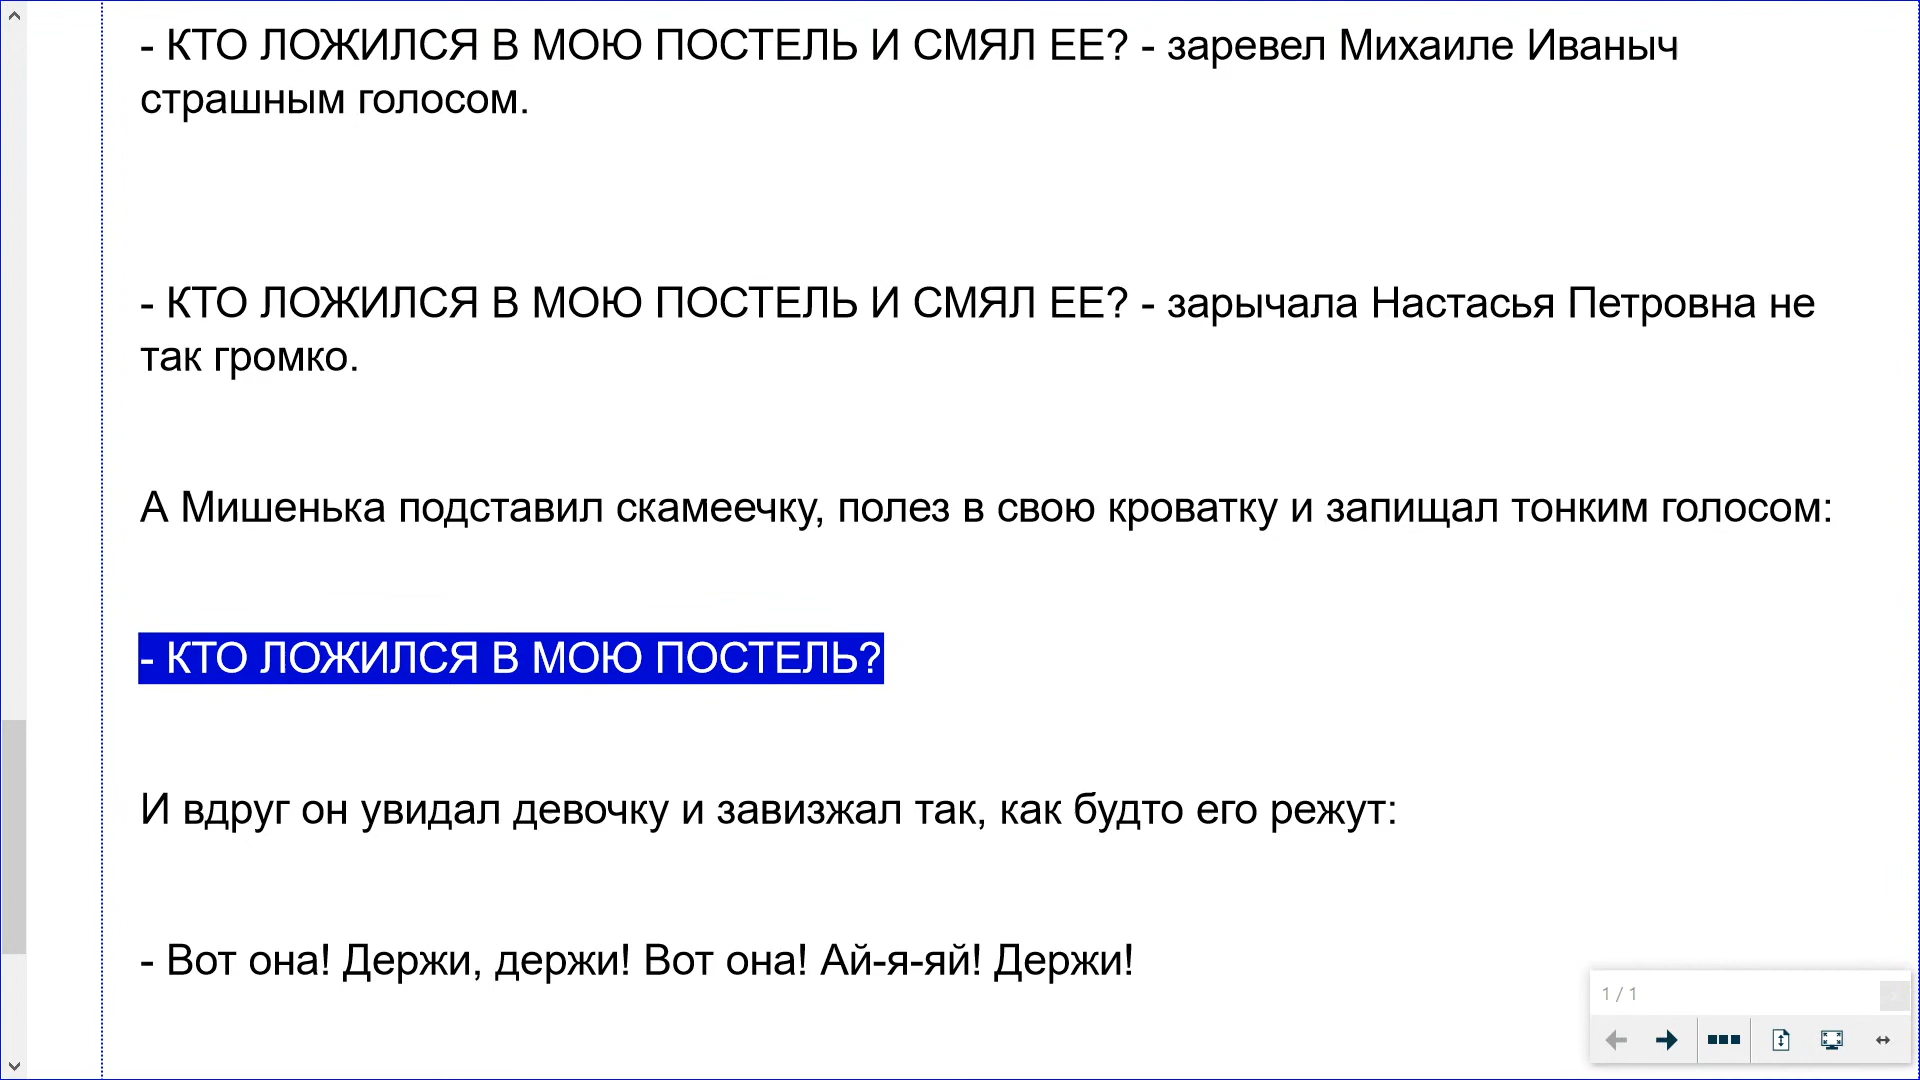 - КТО ЛОЖИЛСЯ В МОЮ ПОСТЕЛЬ И СМЯЛ ЕЕ? - заревел Михаиле Иваныч
страшным голосом.
- КТО ЛОЖИЛСЯ В МОЮ ПОСТЕЛЬ И СМЯЛ ЕЕ? - зарычала Настасья Петровна не
так громко.
А Мишенька подставил скамеечку, полез в свою кроватку и запищал тонким голосом:
- КТО ЛОЖИЛСЯ В МОЮ ПОСТЕЛЬ?
И вдруг он увидал девочку и завизжал так, как будто его режут:
- Вот она! Держи, держи! Вот она! Ай-я-яй! Держи!
1 / 1